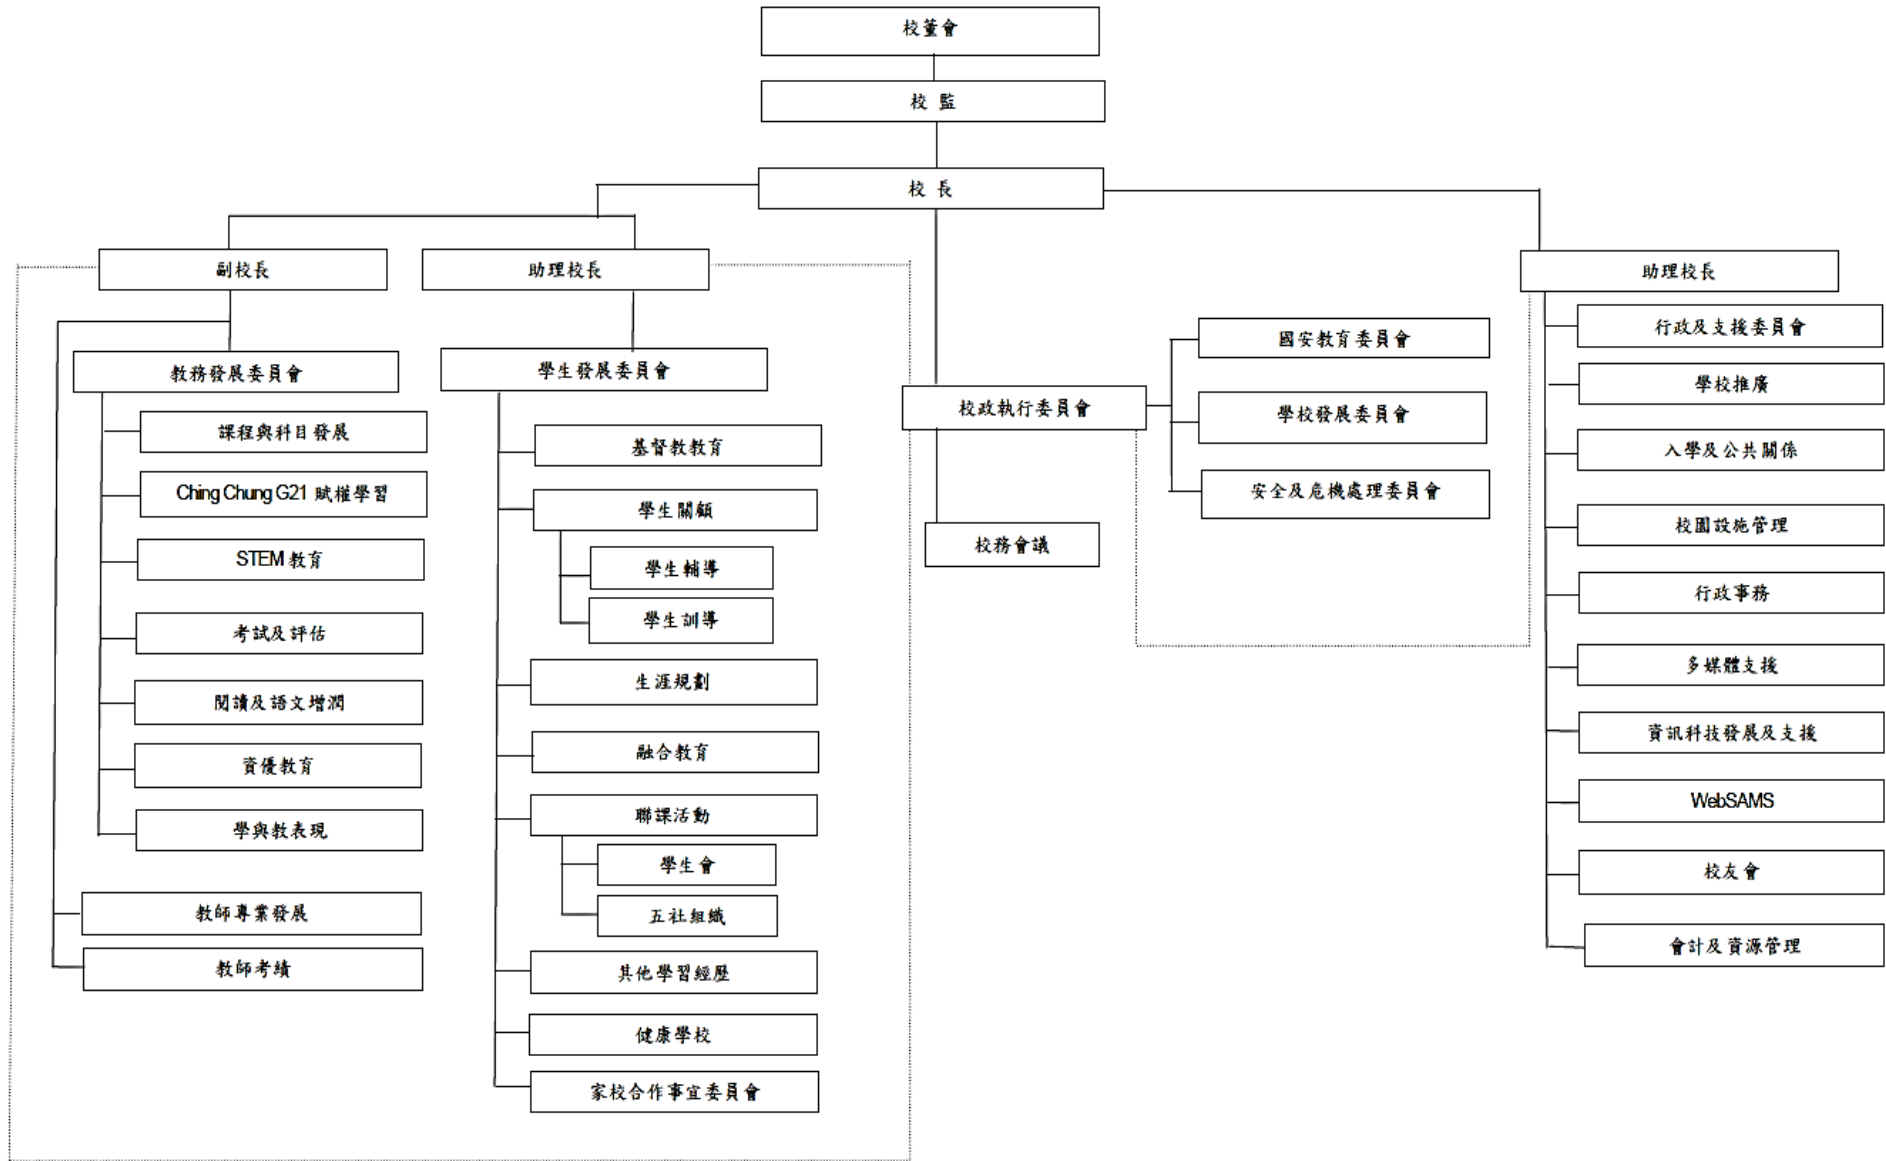 校董會
校 監
校 長
副校長
教務發展委員會
課程與科目發展
Ching Chung G21 賦權學習
STEM 教育
考試及評估
閱讀及語文增潤
資優教育
學與教表現
教師專業發展
教師考績
助理校長
學生發展委員會
基督教教育
學生關顧
學生輔導
學生訓導
生涯規劃
融合教育
聯課活動
學生會
五社組織
其他學習經歷
健康學校
家校合作事宜委員會
校政執行委員會
國安教育委員會
學校發展委員會
安全及危機處理委員會
校務會議
助理校長
行政及支援委員會
學校推廣
入學及公共關係
校園設施管理
行政事務
多媒體支援
資訊科技發展及支援
WebSAMS
校友會
會計及資源管理